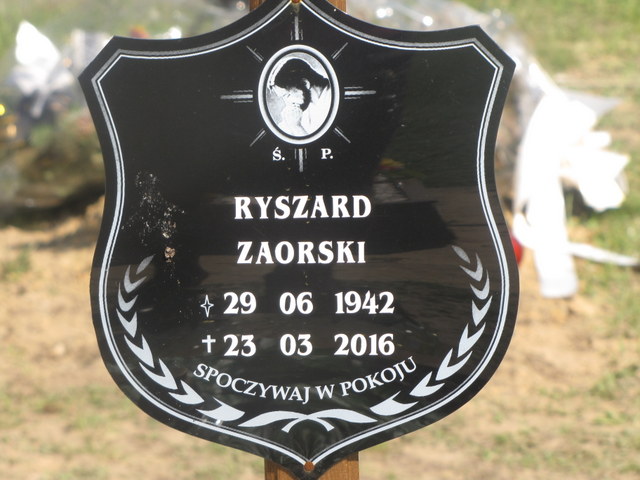 Ś. P.
RYSZARD
ZAORSKI
29 06 1942
✝ 23 03 2016
SPOCZYWAJ W POKOJU